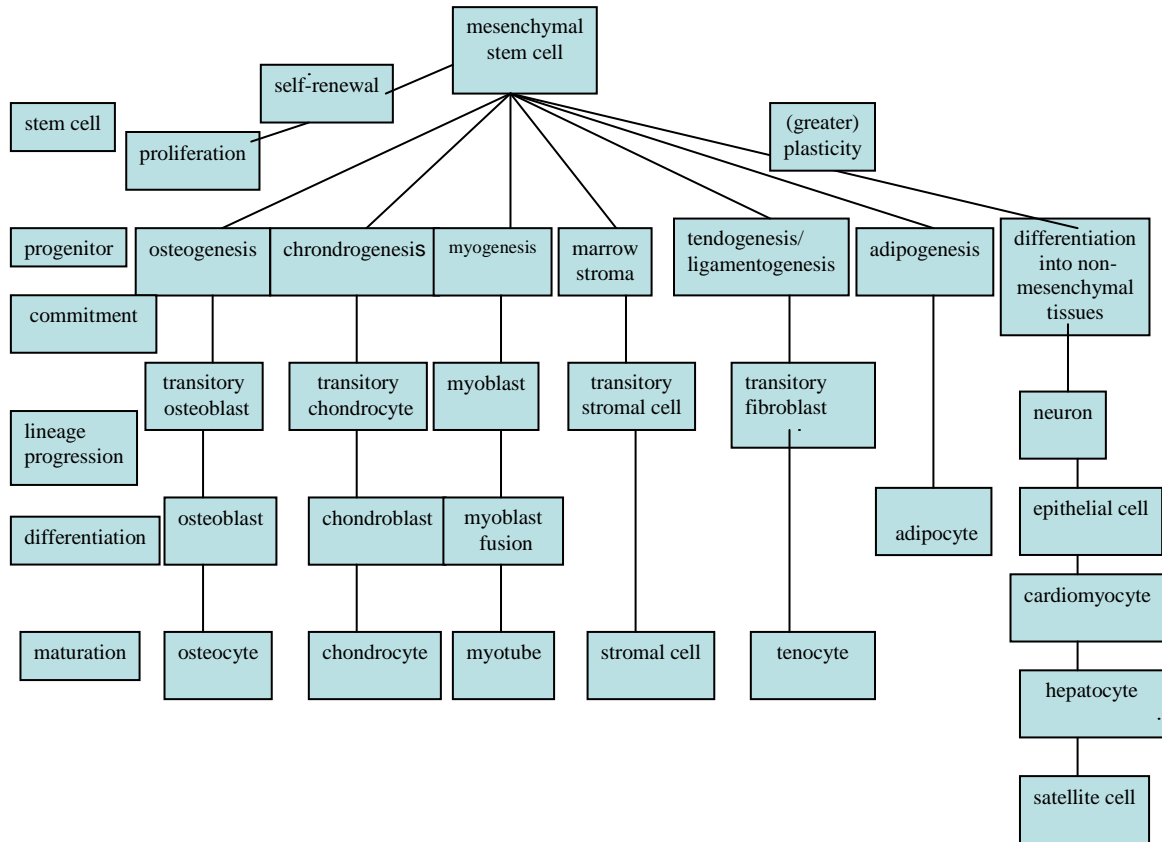 mesenchymal
stem cell
self-renewal
stem cell
proliferation
(greater)
plasticity
progenitor
osteogenesis
chrondrogenesis
myogenesis
marrow
stroma
tendogenesis/
ligamentogenesis
adipogenesis
differentiation
into non-
mesenchymal
tissues
commitment
transitory
osteoblast
transitory
chondrocyte
myoblast
transitory
stromal cell
transitory
fibroblast
neuron
lineage
progression
differentiation
osteoblast
chondroblast
myoblast
fusion
adipocyte
epithelial cell
cardiomyocyte
maturation
osteocyte
chondrocyte
myotube
stromal cell
tenocyte
hepatocyte
satellite cell